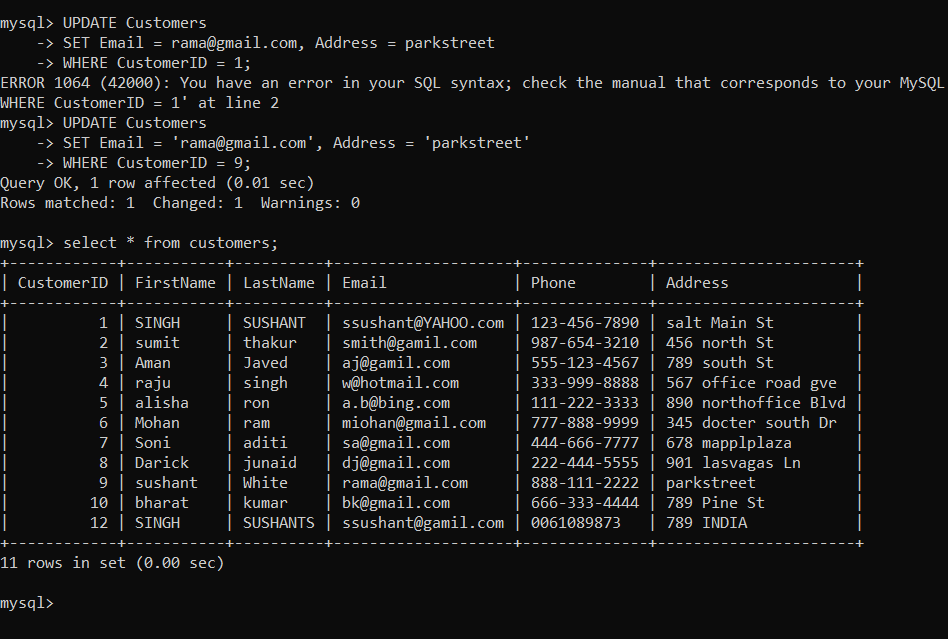 mysql> UPDATE Customers
    -> SET Email = rama@gmail.com, Address = parkstreet
    -> WHERE CustomerID = 1;
ERROR 1064 (42000): You have an error in your SQL syntax; check the manual that corresponds to your MySQL
WHERE CustomerID = 1' at line 2
mysql> UPDATE Customers
    -> SET Email = 'rama@gmail.com', Address = 'parkstreet'
    -> WHERE CustomerID = 9;
Query OK, 1 row affected (0.01 sec)
Rows matched: 1  Changed: 1  Warnings: 0

mysql> select * from customers;
+------------+-----------+----------+--------------------+--------------+----------------------+
| CustomerID | FirstName | LastName | Email              | Phone        | Address              |
+------------+-----------+----------+--------------------+--------------+----------------------+
|          1 | SINGH     | SUSHANT  | ssushant@YAHOO.com | 123-456-7890 | salt Main St         |
|          2 | sumit     | thakur   | smith@gamil.com    | 987-654-3210 | 456 north St         |
|          3 | Aman      | Javed    | aj@gamil.com       | 555-123-4567 | 789 south St         |
|          4 | raju      | singh    | w@hotmail.com      | 333-999-8888 | 567 office road gve  |
|          5 | alisha    | ron      | a.b@bing.com       | 111-222-3333 | 890 northoffice Blvd |
|          6 | Mohan     | ram      | miohan@gmail.com   | 777-888-9999 | 345 docter south Dr  |
|          7 | Soni      | aditi    | sa@gmail.com       | 444-666-7777 | 678 mapplplaza       |
|          8 | Darick    | junaid   | dj@gmail.com       | 222-444-5555 | 901 lasvagas Ln      |
|          9 | sushant   | White    | rama@gmail.com     | 888-111-2222 | parkstreet           |
|         10 | bharat    | kumar    | bk@gmail.com       | 666-333-4444 | 789 Pine St          |
|         12 | SINGH     | SUSHANTS | ssushant@gamil.com | 0061089873   | 789 INDIA            |
+------------+-----------+----------+--------------------+--------------+----------------------+
11 rows in set (0.00 sec)

mysql>